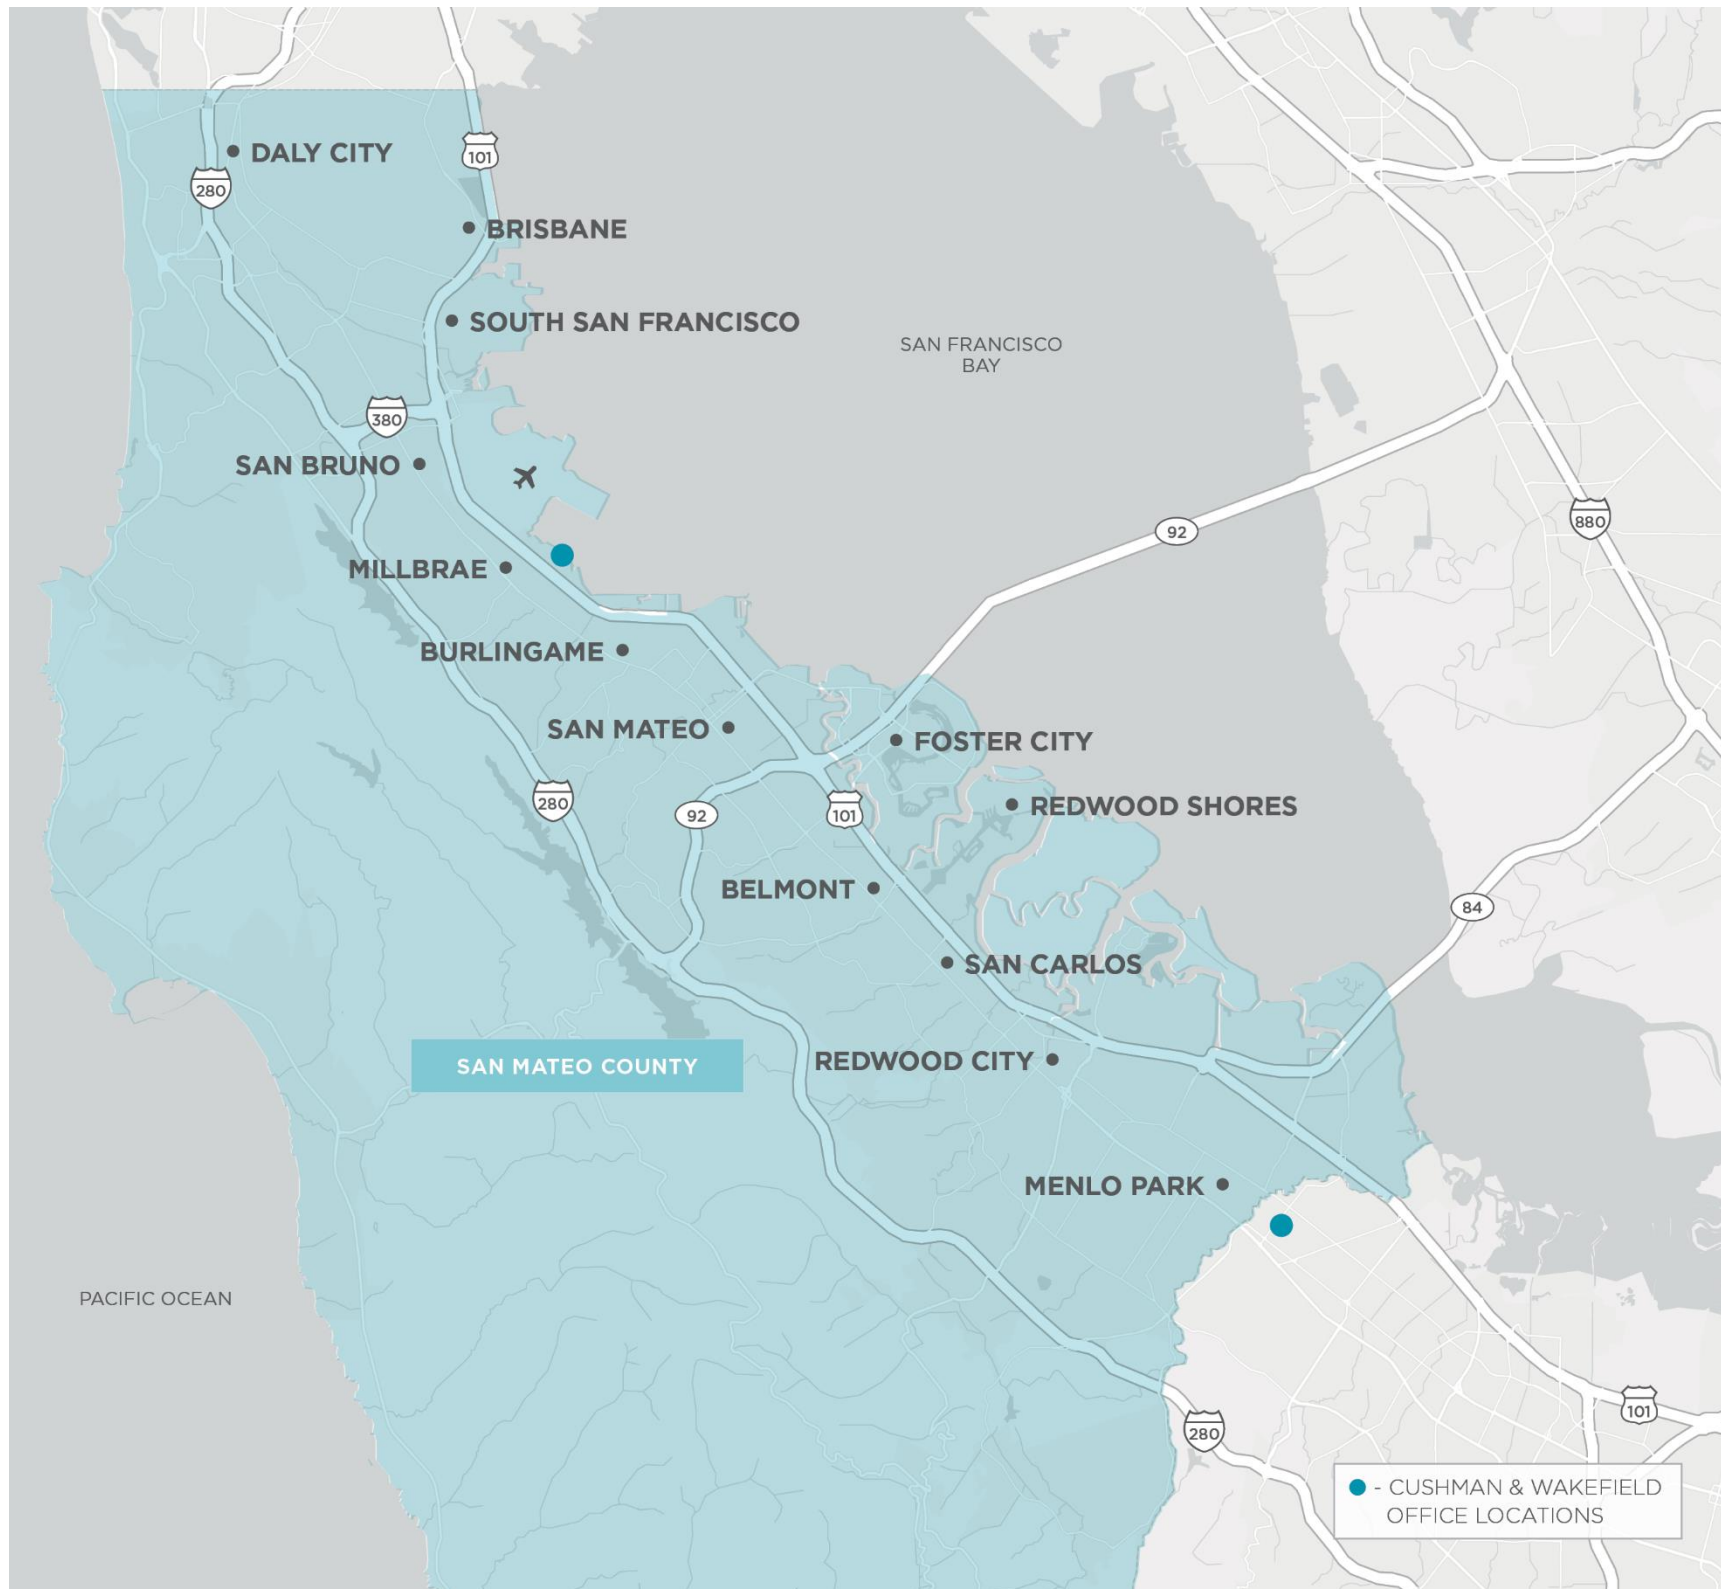 DALY CITY
101
280
BRISBANE
SOUTH SAN FRANCISCO
SAN FRANCISCO
BAY
380
SAN BRUNO
880
92
MILLBRAE
BURLINGAME
SAN MATEO
FOSTER CITY
280
92
101
REDWOOD SHORES
BELMONT
84
SAN CARLOS
SAN MATEO COUNTY
REDWOOD CITY
MENLO PARK
PACIFIC OCEAN
101
280
- CUSHMAN & WAKEFIELD
OFFICE LOCATIONS